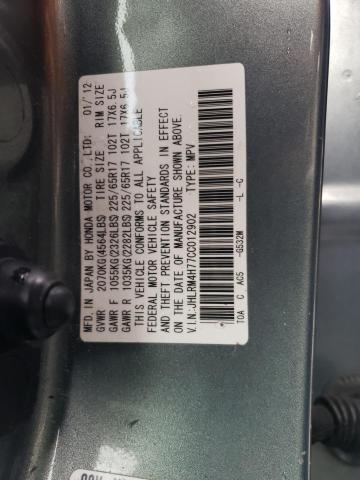 MFD. IN JAPAN BY HONDA MOTOR CO., LTD. 01/12
GVWR 2070KG(4564LBS) TIRE SIZE RIM SIZE
GAWR F 1055KG(2326LBS) 225/65R17 102T 17X6.5J
GAWR R 1035KG(2282LBS) 225/65R17 102T 17X6.5J
THIS VEHICLE CONFORMS TO ALL APPLICABLE
FEDERAL MOTOR VEHICLE SAFETY
AND THEFT PREVENTION STANDARDS IN EFFECT
ON THE DATE OF MANUFACTURE SHOWN ABOVE.
V.I.N:JHLRM4H77CC012902 TYPE: MPV
TOA C AC5 -G532M -L -C